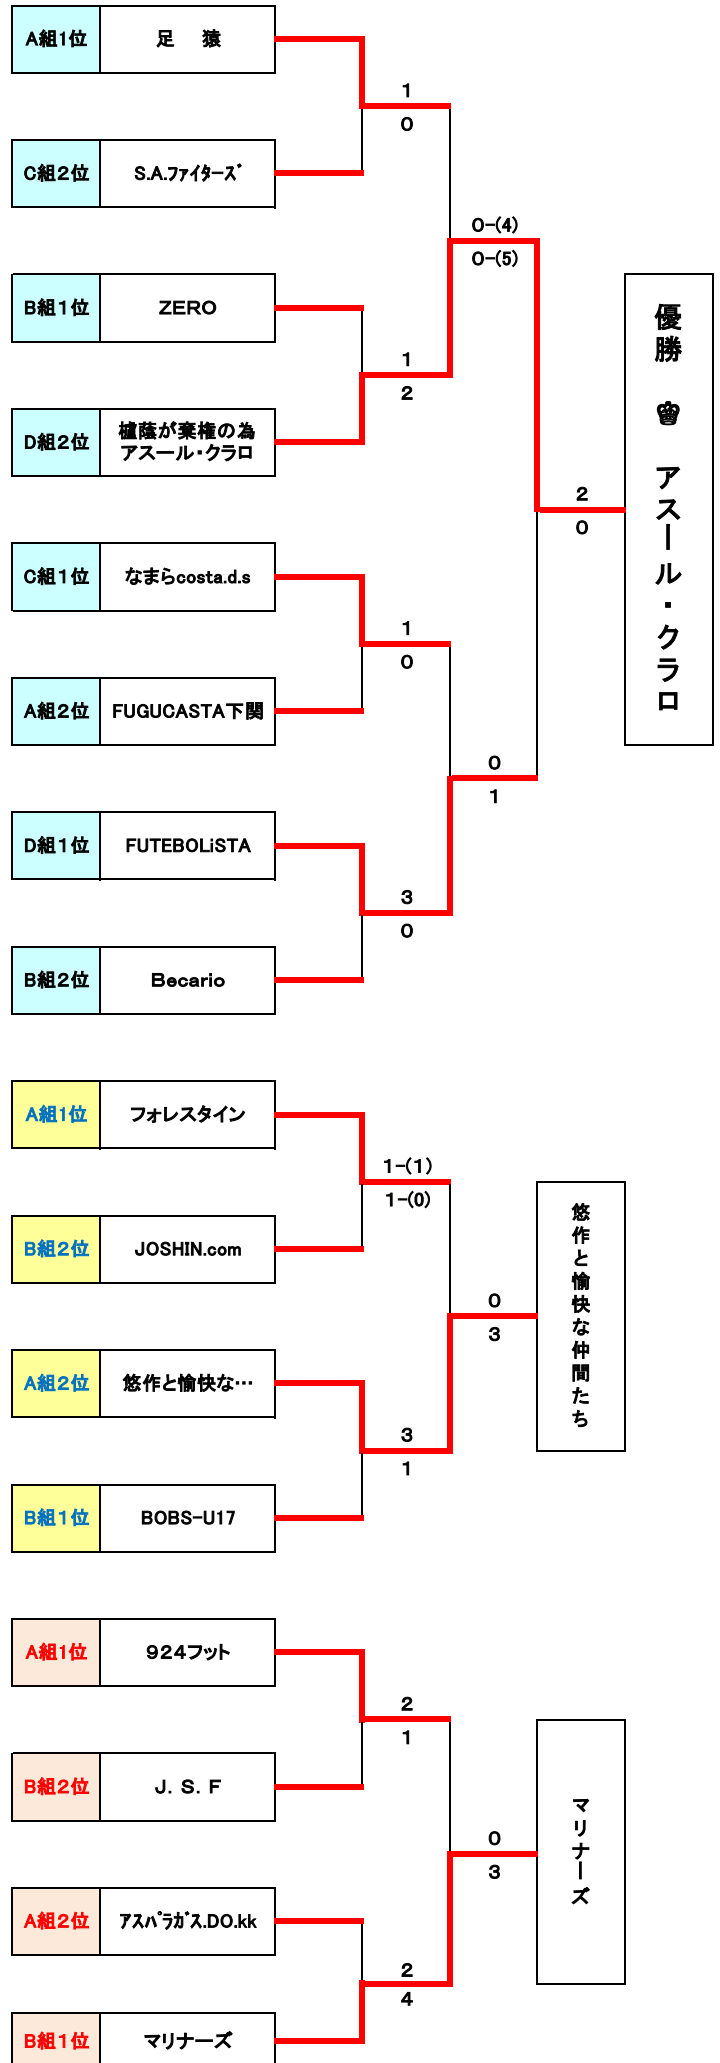 A組1位
足 猿
1
0
C組2位
S.A.ファイターズ
0-(4)
0-(5)
B組1位
ZERO
1
2
D組2位
樝蔭が棄権の為
アスール・クラロ
優勝 ♚ アスール・クラロ
2
0
C組1位
なまらcosta.d.s
1
0
A組2位
FUGUCASTA下関
0
1
D組1位
FUTEBOLiSTA
3
0
B組2位
Becario
A組1位
フォレスタイン
1-(1)
1-(0)
B組2位
JOSHIN.com
0
3
悠作と愉快な仲間たち
A組2位
悠作と愉快な…
3
1
B組1位
BOBS-U17
A組1位
924フット
2
1
B組2位
J．S．F
0
3
マリナーズ
A組2位
ｱｽﾊﾟﾗｶﾞｽ.DO.kk
2
4
B組1位
マリナーズ